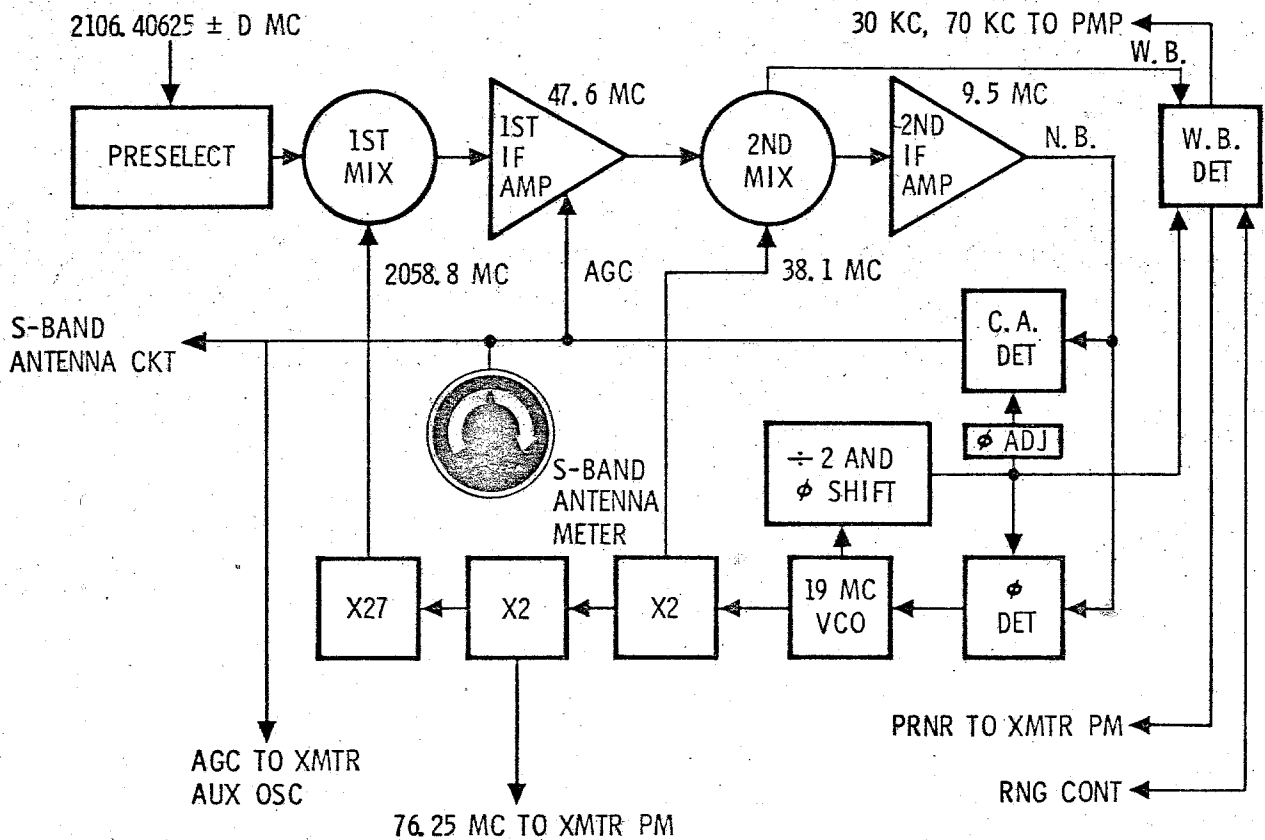 2106.40625 ± D MC
30 KC, 70 KC TO PMP
W.B.
PRESELECT
1ST
MIX
47.6 MC
1ST
IF
AMP
2ND
MIX
9.5 MC
2ND
IF
AMP
N.B.
W.B.
DET
2058.8 MC
AGC
38.1 MC
S-BAND
ANTENNA CKT
C.A.
DET
S-BAND
ANTENNA
METER
÷2 AND
ϕ SHIFT
ϕ ADJ
X27
X2
X2
19 MC
VCO
ϕ
DET
AGC TO XMTR
AUX OSC
76.25 MC TO XMTR PM
PRNR TO XMTR PM
RNG CONT